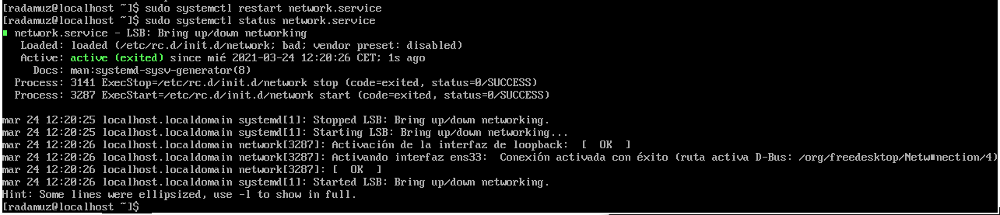 [radamuz@localhost ~]$ sudo systemctl restart network.service
[radamuz@localhost ~]$ sudo systemctl status network.service
network.service - LSB: Bring up/down networking
Loaded: loaded (/etc/rc.d/init.d/network; bad; vendor preset: disabled)
Active: active (exited) since mié 2021-03-24 12:20:26 CET; 1s ago
Docs: man:systemd-sysv-generator(8)
Process: 3141 ExecStop=/etc/rc.d/init.d/network stop (code=exited, status=0/SUCCESS)
Process: 3287 ExecStart=/etc/rc.d/init.d/network start (code=exited, status=0/SUCCESS)
mar 24 12:20:25 localhost.localdomain systemd[1]: Stopped LSB: Bring up/down networking.
mar 24 12:20:25 localhost.localdomain systemd[1]: Starting LSB: Bring up/down networking...
mar 24 12:20:26 localhost.localdomain network[3287]: Activación de la interfaz de loopback: [ OK ]
mar 24 12:20:26 localhost.localdomain network[3287]: Activando interfaz ens33: Conexión activada con éxito (ruta activa D-Bus: /org/freedesktop/Netw■nection/4)
mar 24 12:20:26 localhost.localdomain network[3287]: [ OK ]
mar 24 12:20:26 localhost.localdomain systemd[1]: Started LSB: Bring up/down networking.
Hint: Some lines were ellipsized, use -l to show in full.
[radamuz@localhost ~]$